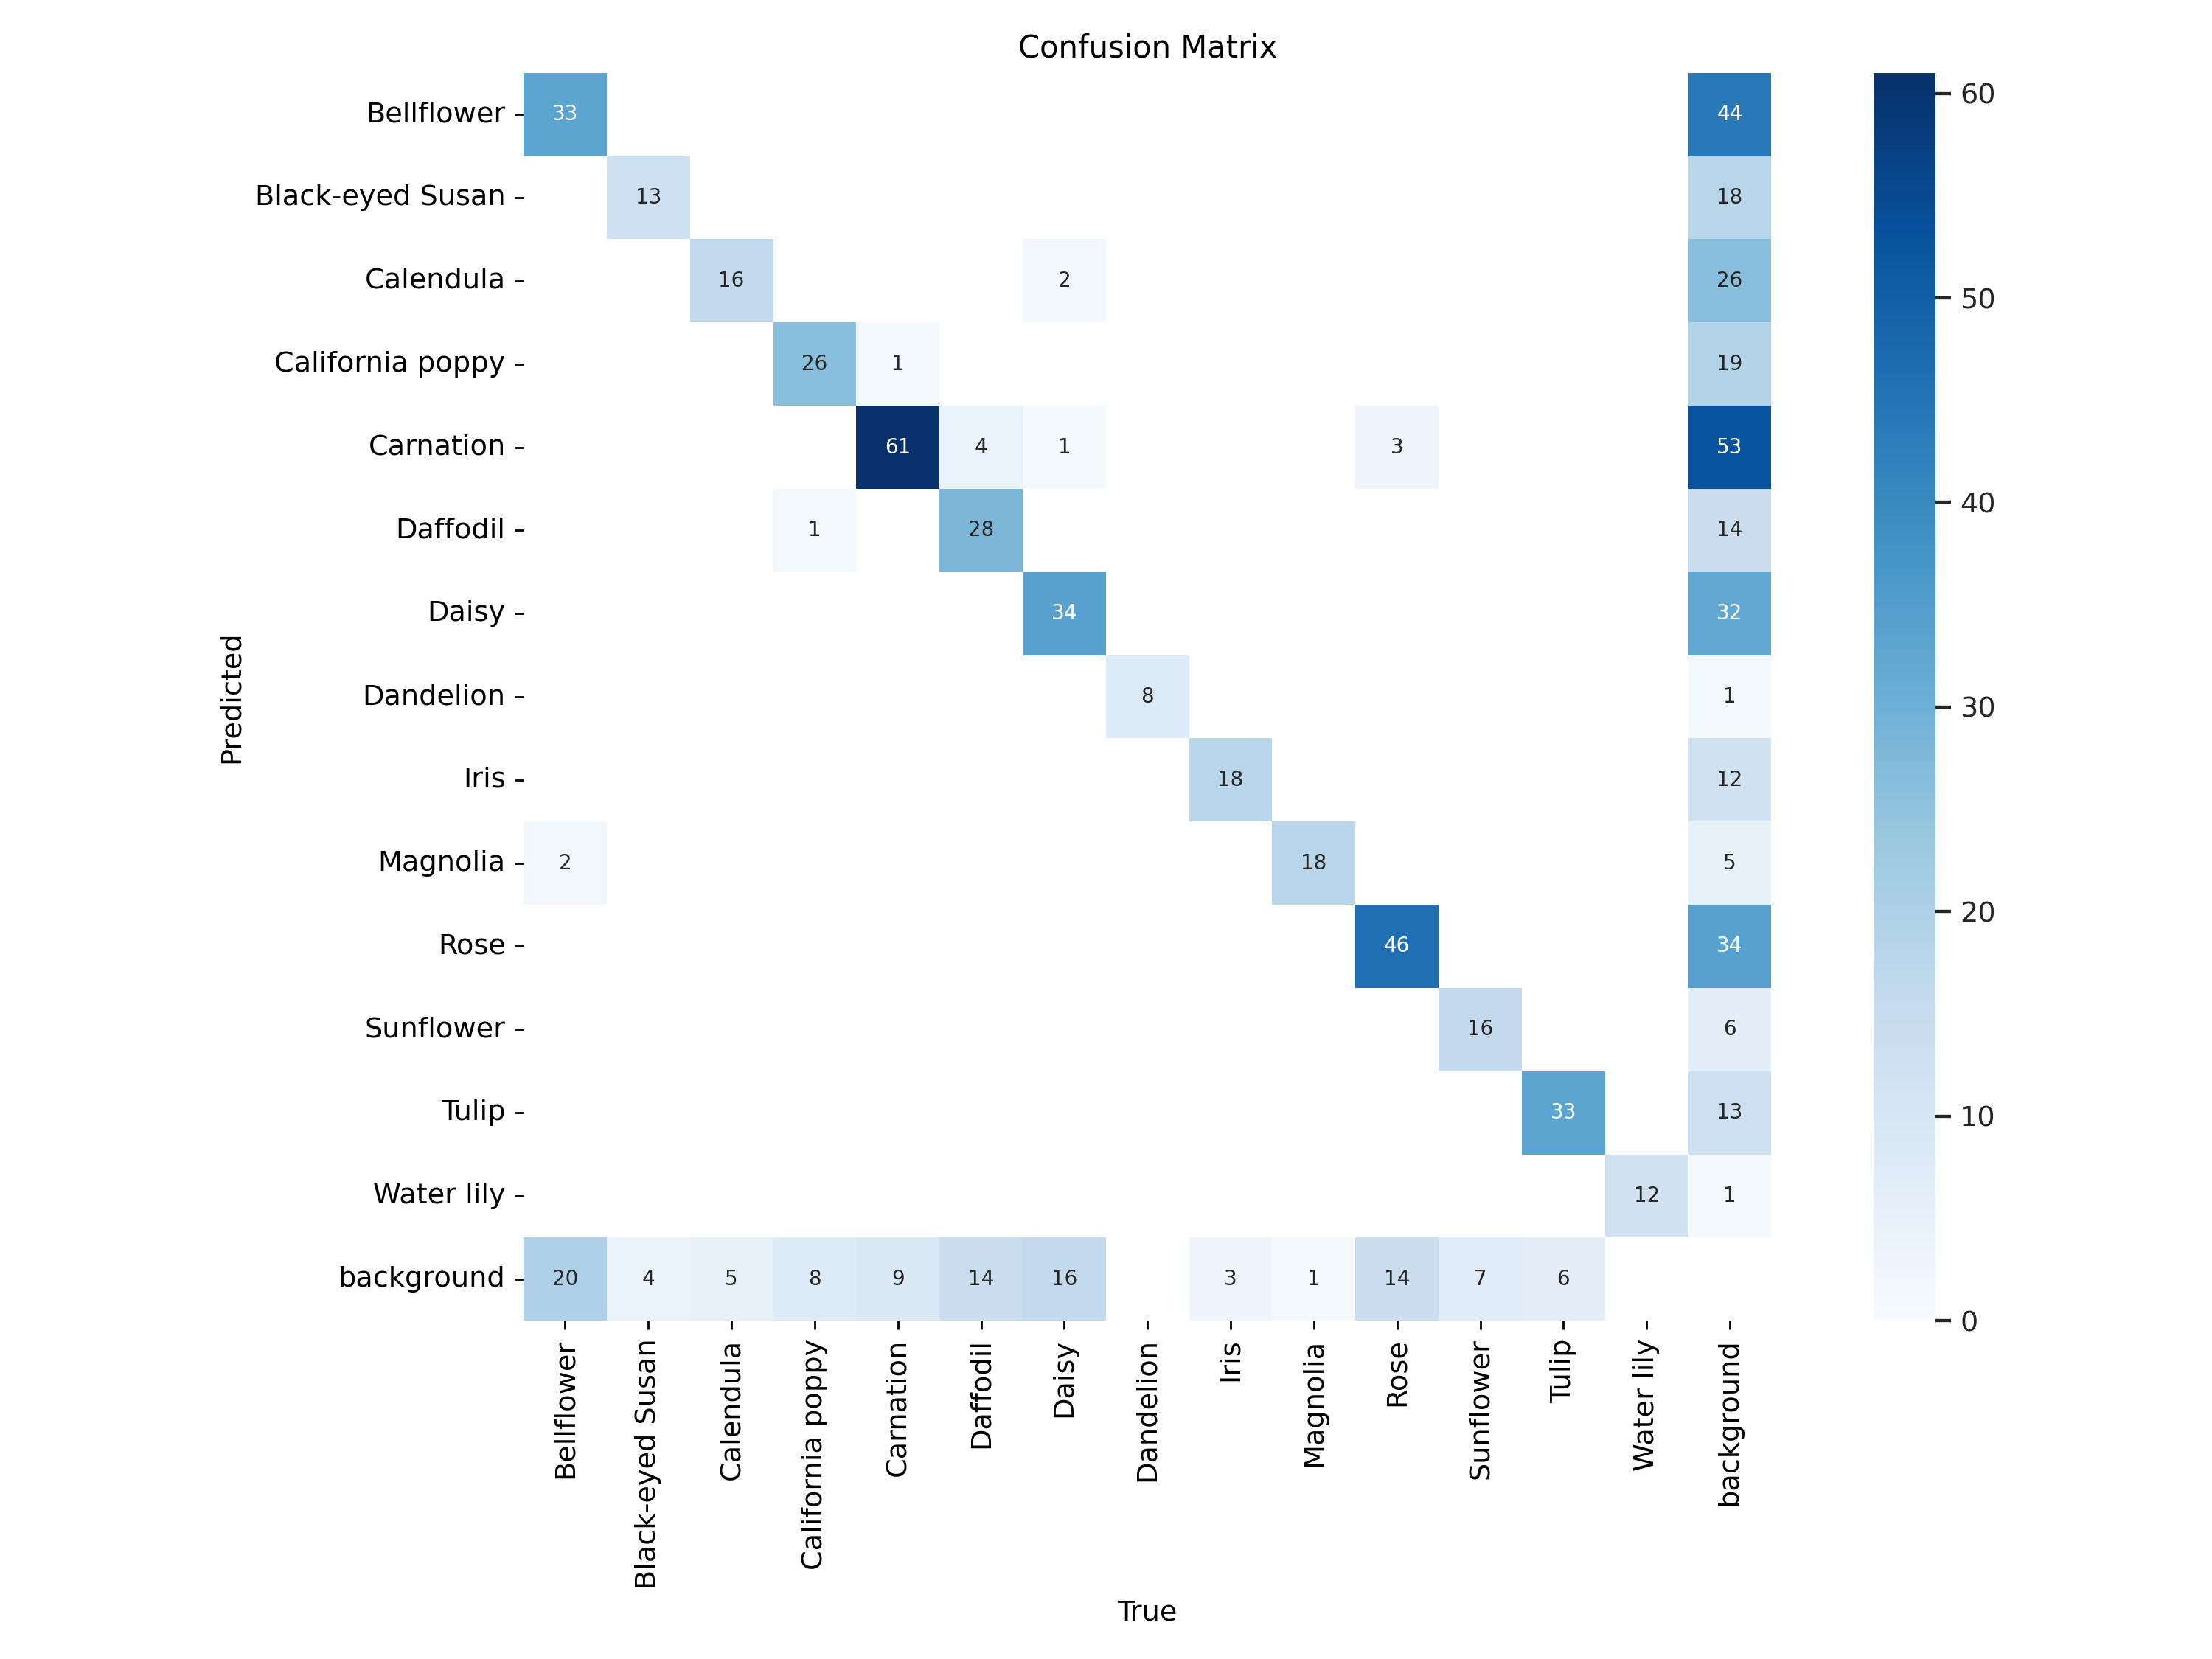 Confusion Matrix
Bellflower 33 44 60
Black-eyed Susan 13 18
Calendula 16 2 26 50
California poppy 26 1 19
Carnation 61 4 1 3 53
Daffodil 1 28 14 40
Daisy 34 32
Predicted
Dandelion 8 1 30
Iris 18 12
Magnolia 2 18 5
Rose 46 34 20
Sunflower 16 6
Tulip 33 13 10
Water lily 12 1
background 20 4 5 8 9 14 16 3 1 14 7 6
0
Bellflower
Black-eyed Susan
Calendula
California poppy
Carnation
Daffodil
Daisy
Dandelion
Iris
Magnolia
Rose
Sunflower
Tulip
Water lily
background
True